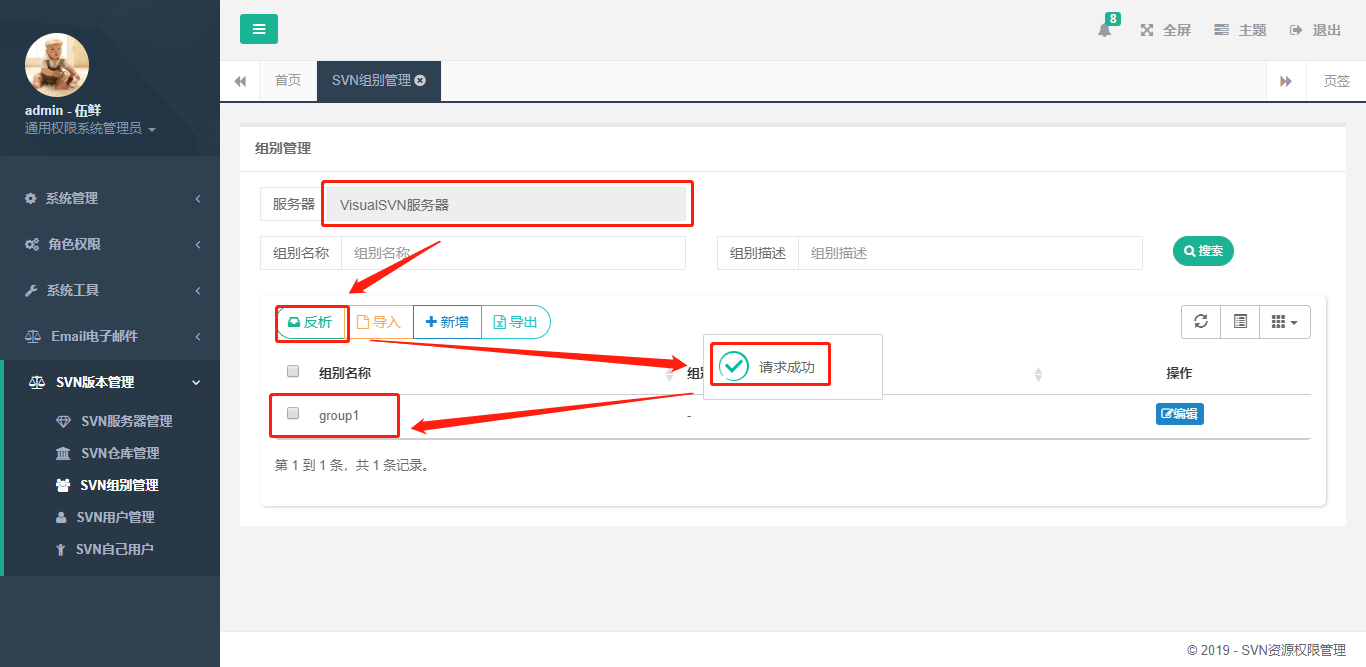 8
全屏
主题
退出
admin - 伍鲜
通用权限系统管理员
首页
SVN组别管理
页签
系统管理
角色权限
系统工具
Email电子邮件
SVN版本管理
SVN服务器管理
SVN仓库管理
SVN组别管理
SVN用户管理
SVN自己用户
组别管理
服务器
VisualSVN服务器
组别名称
组别名称
组别描述
组别描述
搜索
反析
导入
新增
导出
请求成功
组别名称
操作
group1
-
编辑
第 1 到 1 条，共 1 条记录。
© 2019 - SVN资源权限管理